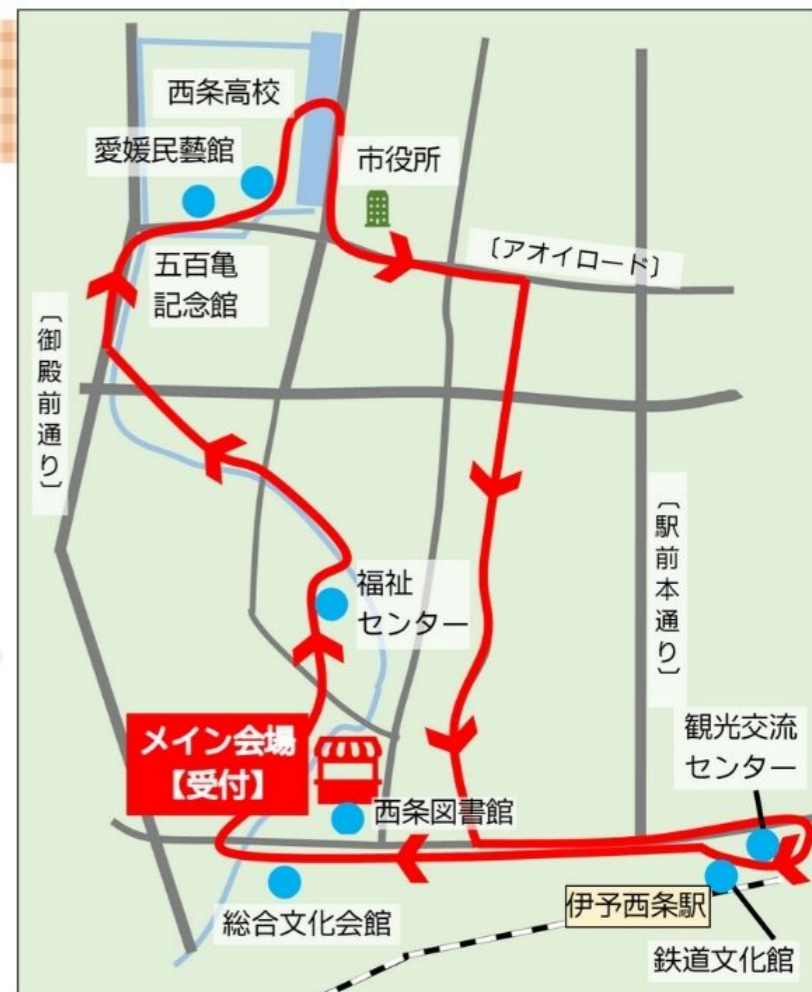 西条高校
愛媛民藝館
市役所
〔アオイロード〕
五百亀
記念館
〔御殿前通り〕
〔駅前本通り〕
福祉
センター
メイン会場
【受付】
観光交流
センター
西条図書館
伊予西条駅
総合文化会館
鉄道文化館